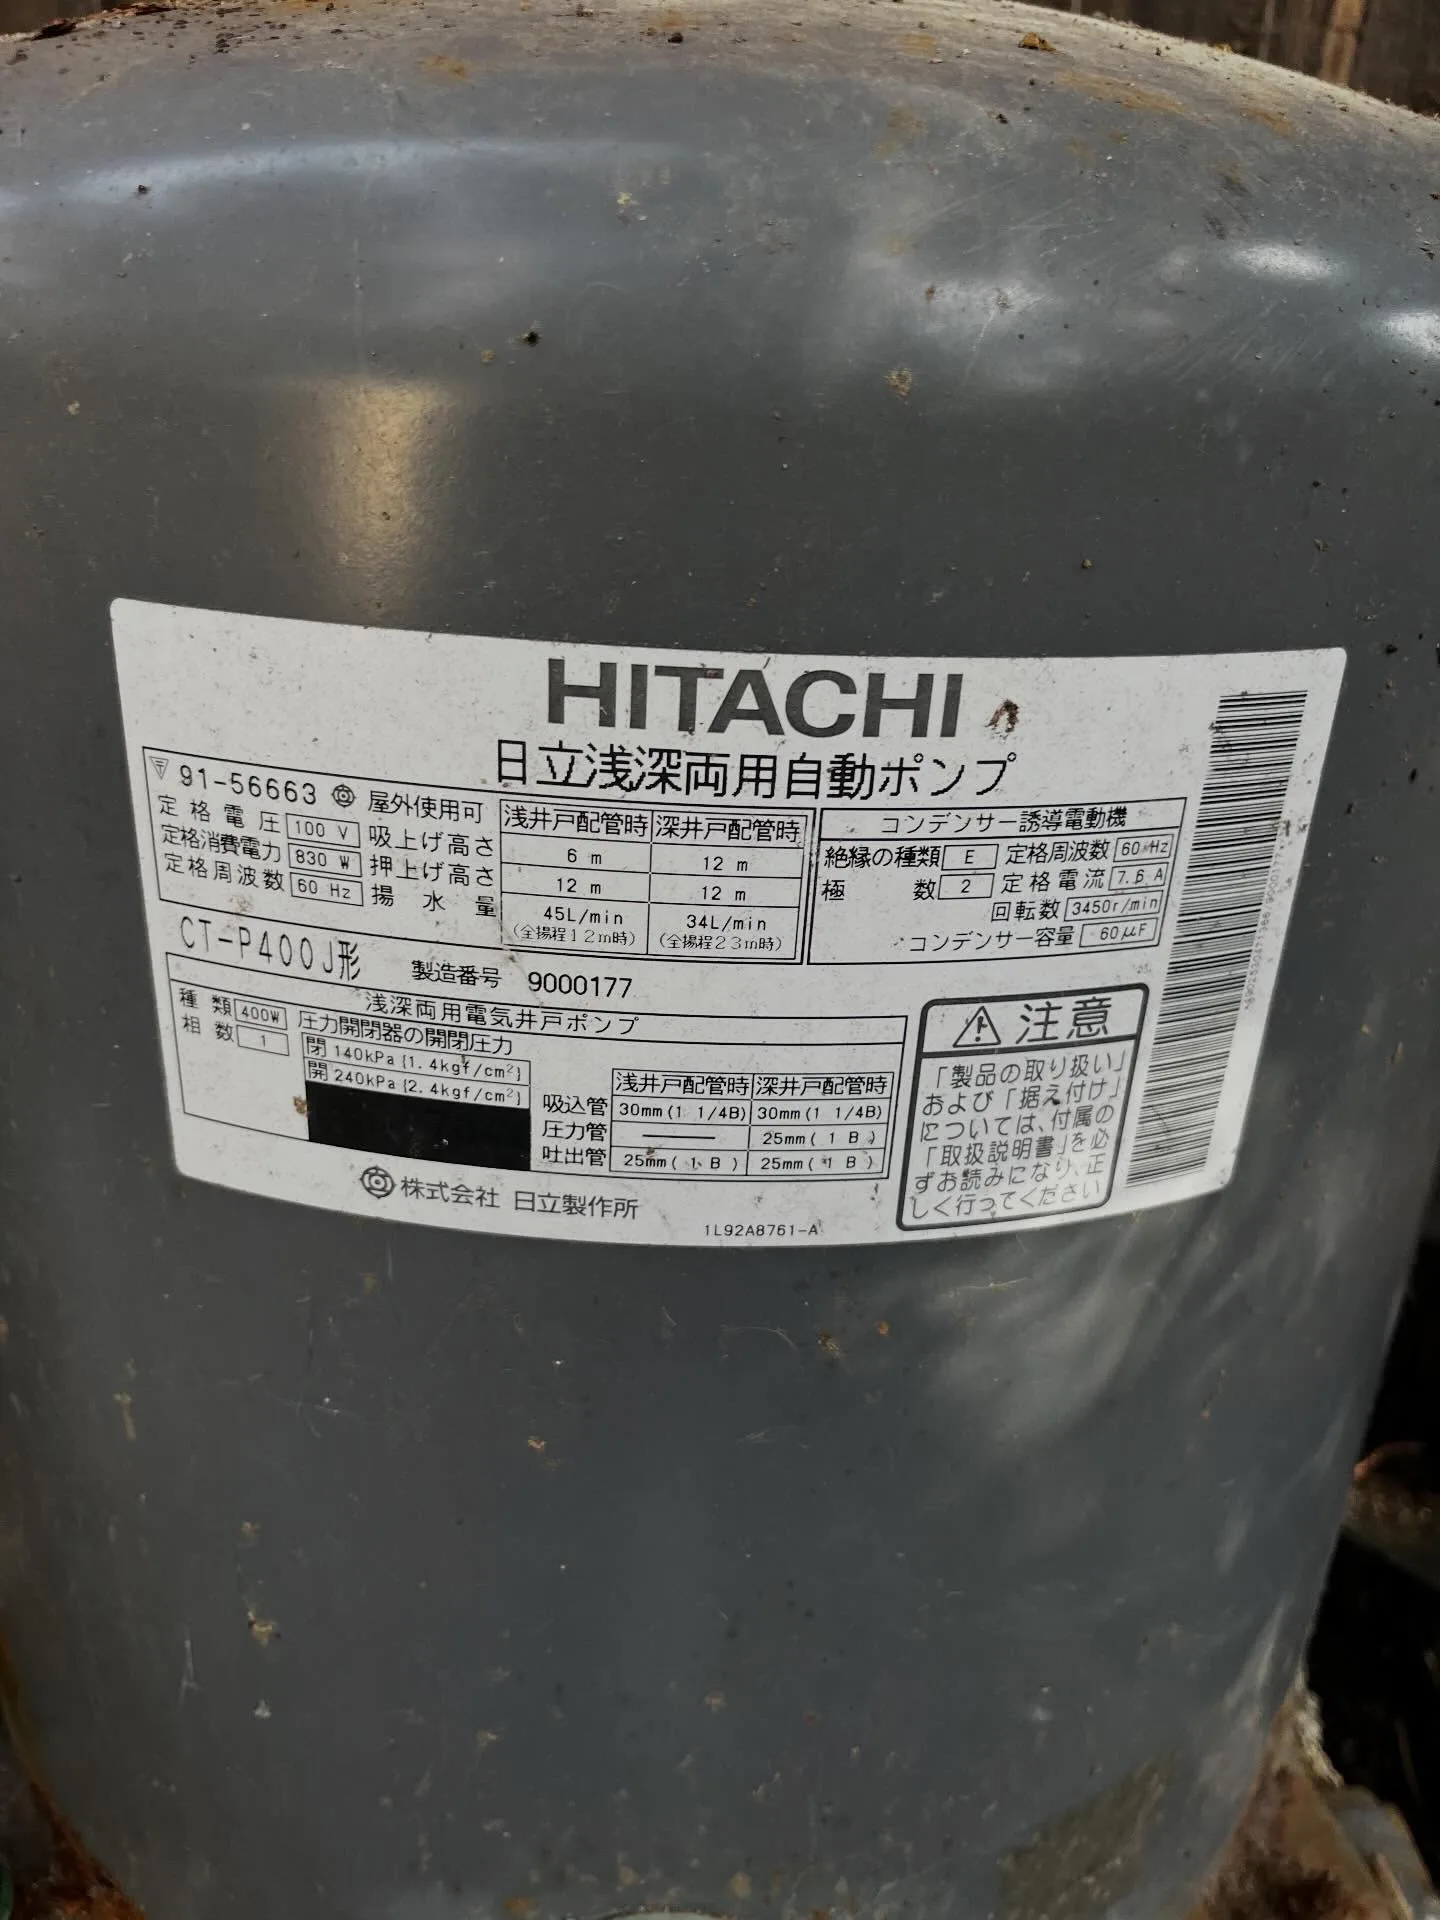 HITACHI
日立浅深両用自動ポンプ
91-56663 屋外使用可
定格電圧 100 V
定格消費電力 830 W
定格周波数 60 Hz
浅井戸配管時 深井戸配管時
吸上げ高さ 6 m 12 m
押上げ高さ 12 m 12 m
揚水量 45L/min (全揚程12m時) 34L/min (全揚程23m時)
コンデンサー誘導電動機
絶縁の種類 E 定格周波数 60 Hz
極数 2 定格電流 7.6 A
回転数 3450r/min
コンデンサー容量 60μF
CT-P400J形 製造番号 9000177
浅深両用電気井戸ポンプ
種類 400W 圧力開閉器の開閉圧力
相数 1
閉 140kPa{1.4kgf/cm²}
開 240kPa{2.4kgf/cm²}
浅井戸配管時 深井戸配管時
吸込管 30mm(1 1/4B) 30mm(1 1/4B)
圧力管 ─── 25mm( 1 B )
吐出管 25mm( 1 B ) 25mm( 1 B )
注意
「製品の取り扱い」
および「据え付け」
については、付属の
「取扱説明書」を必
ずお読みになり、正
しく行ってください
株式会社 日立製作所
1L92A8761-A